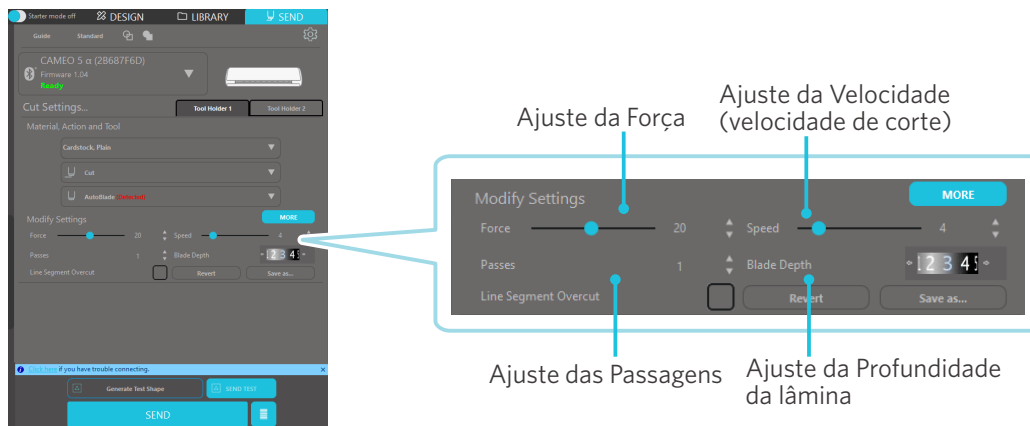 Starter mode off
DESIGN
LIBRARY
SEND
Guide
Standard
CAMEO 5 α (2B687F6D)
Firmware 1.04
Ready
Cut Settings...
Tool Holder 1
Tool Holder 2
Material, Action and Tool
Cardstock, Plain
Cut
AutoBlade (Detected)
Modify Settings
MORE
Force 20
Speed 4
Passes 1
Blade Depth 2 3 4
Line Segment Overcut
Revert
Save as...
Click here if you have trouble connecting.
Generate Test Shape
SEND TEST
SEND
Ajuste da Força
Ajuste da Velocidade
(velocidade de corte)
Modify Settings
MORE
Force 20
Speed 4
Passes 1
Blade Depth 2 3 4
Line Segment Overcut
Revert
Save as...
Ajuste das Passagens
Ajuste da Profundidade
da lâmina